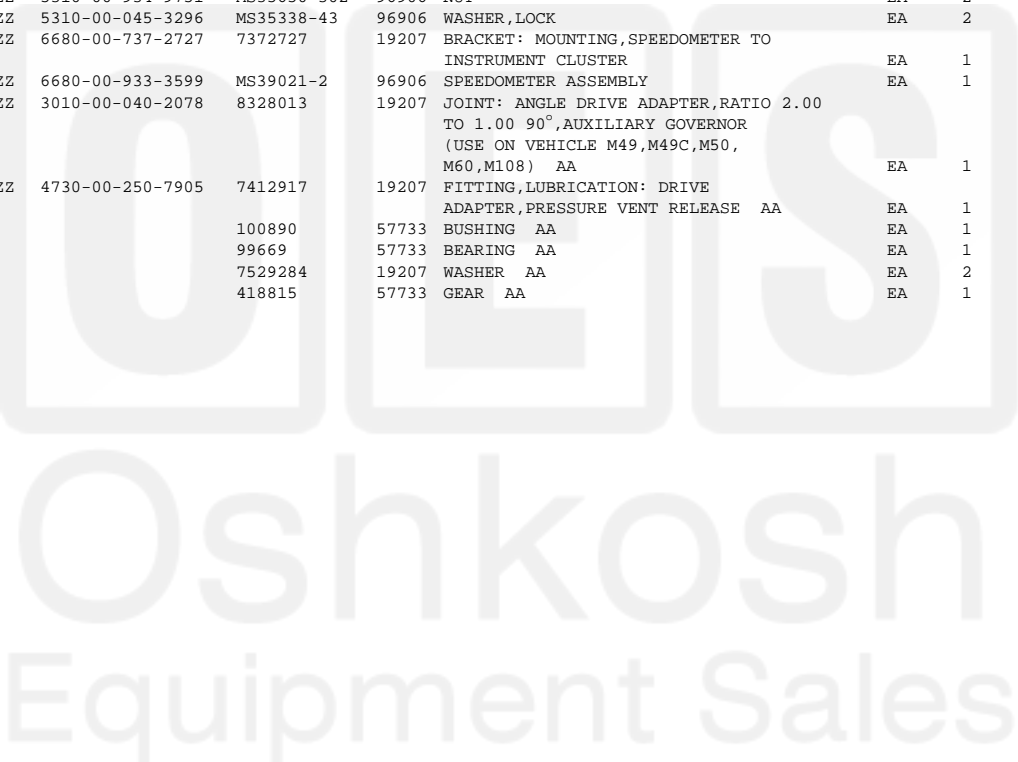 ZZ 5310-00-045-3296 MS35338-43 96906 WASHER,LOCK EA 2
ZZ 6680-00-737-2727 7372727 19207 BRACKET: MOUNTING,SPEEDOMETER TO
INSTRUMENT CLUSTER EA 1
ZZ 6680-00-933-3599 MS39021-2 96906 SPEEDOMETER ASSEMBLY EA 1
ZZ 3010-00-040-2078 8328013 19207 JOINT: ANGLE DRIVE ADAPTER,RATIO 2.00
TO 1.00 90°,AUXILIARY GOVERNOR
(USE ON VEHICLE M49,M49C,M50,
M60,M108) AA EA 1
ZZ 4730-00-250-7905 7412917 19207 FITTING,LUBRICATION: DRIVE
ADAPTER,PRESSURE VENT RELEASE AA EA 1
100890 57733 BUSHING AA EA 1
99669 57733 BEARING AA EA 1
7529284 19207 WASHER AA EA 2
418815 57733 GEAR AA EA 1
OES
Oshkosh
Equipment Sales